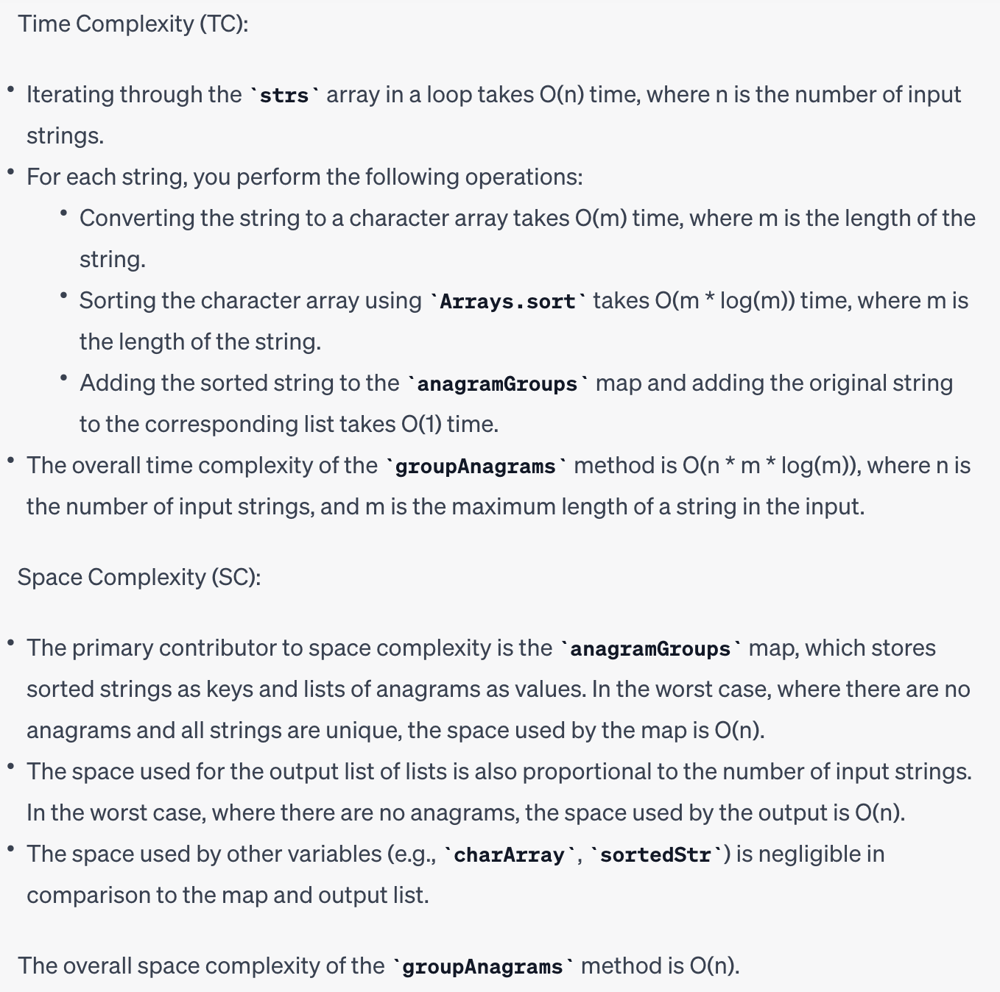 Time Complexity (TC):
• Iterating through the `strs` array in a loop takes O(n) time, where n is the number of input
strings.
• For each string, you perform the following operations:
• Converting the string to a character array takes O(m) time, where m is the length of the
string.
• Sorting the character array using `Arrays.sort` takes O(m * log(m)) time, where m is
the length of the string.
• Adding the sorted string to the `anagramGroups` map and adding the original string
to the corresponding list takes O(1) time.
• The overall time complexity of the `groupAnagrams` method is O(n * m * log(m)), where n is
the number of input strings, and m is the maximum length of a string in the input.
Space Complexity (SC):
• The primary contributor to space complexity is the `anagramGroups` map, which stores
sorted strings as keys and lists of anagrams as values. In the worst case, where there are no
anagrams and all strings are unique, the space used by the map is O(n).
• The space used for the output list of lists is also proportional to the number of input strings.
In the worst case, where there are no anagrams, the space used by the output is O(n).
• The space used by other variables (e.g., `charArray`, `sortedStr`) is negligible in
comparison to the map and output list.
The overall space complexity of the `groupAnagrams` method is O(n).